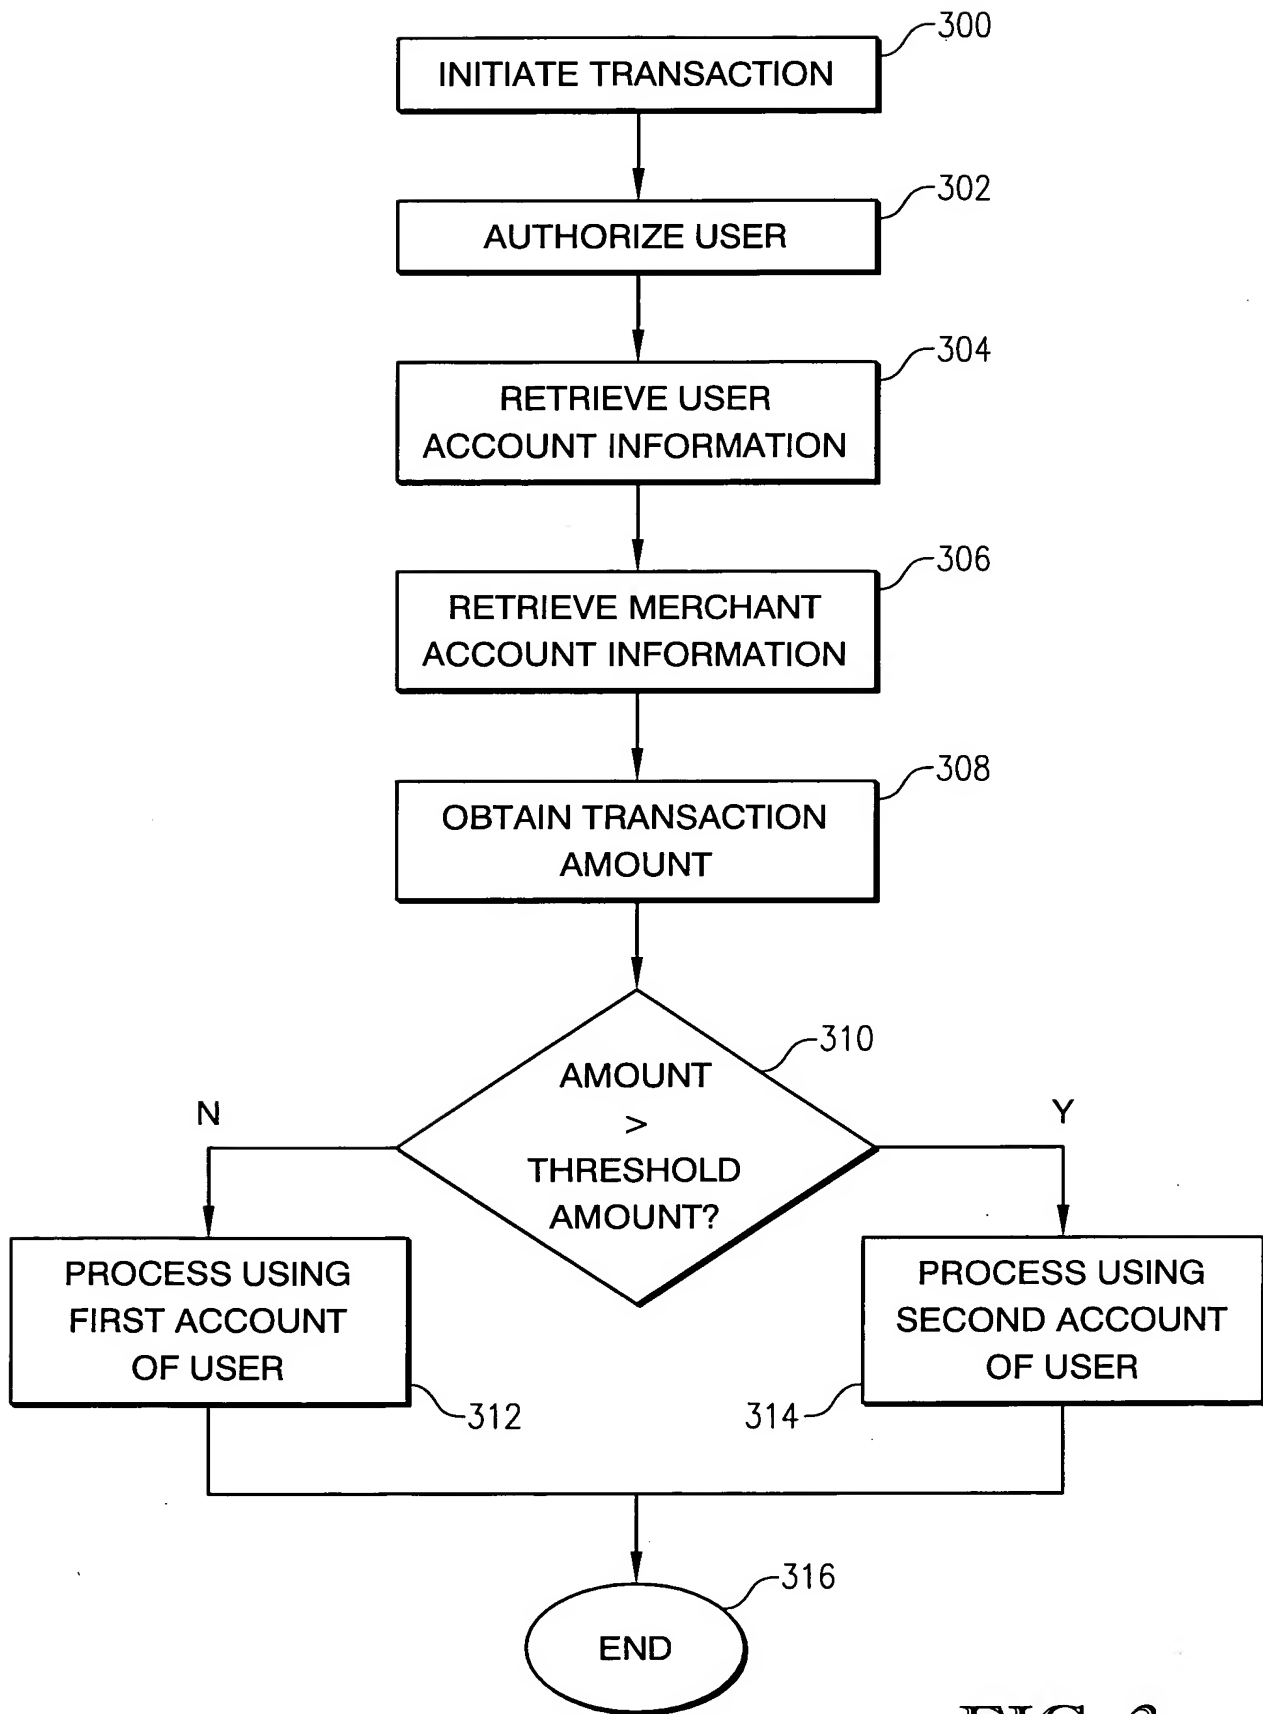 300
INITIATE TRANSACTION
302
AUTHORIZE USER
304
RETRIEVE USER
ACCOUNT INFORMATION
306
RETRIEVE MERCHANT
ACCOUNT INFORMATION
308
OBTAIN TRANSACTION
AMOUNT
310
AMOUNT
>
THRESHOLD
AMOUNT?
N
Y
PROCESS USING
FIRST ACCOUNT
OF USER
312
PROCESS USING
SECOND ACCOUNT
OF USER
314
316
END